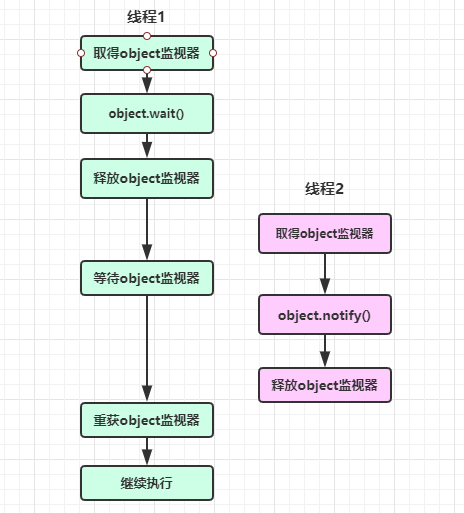 线程1
取得object监视器
object.wait()
释放object监视器
等待object监视器
重获object监视器
继续执行
线程2
取得object监视器
object.notify()
释放object监视器